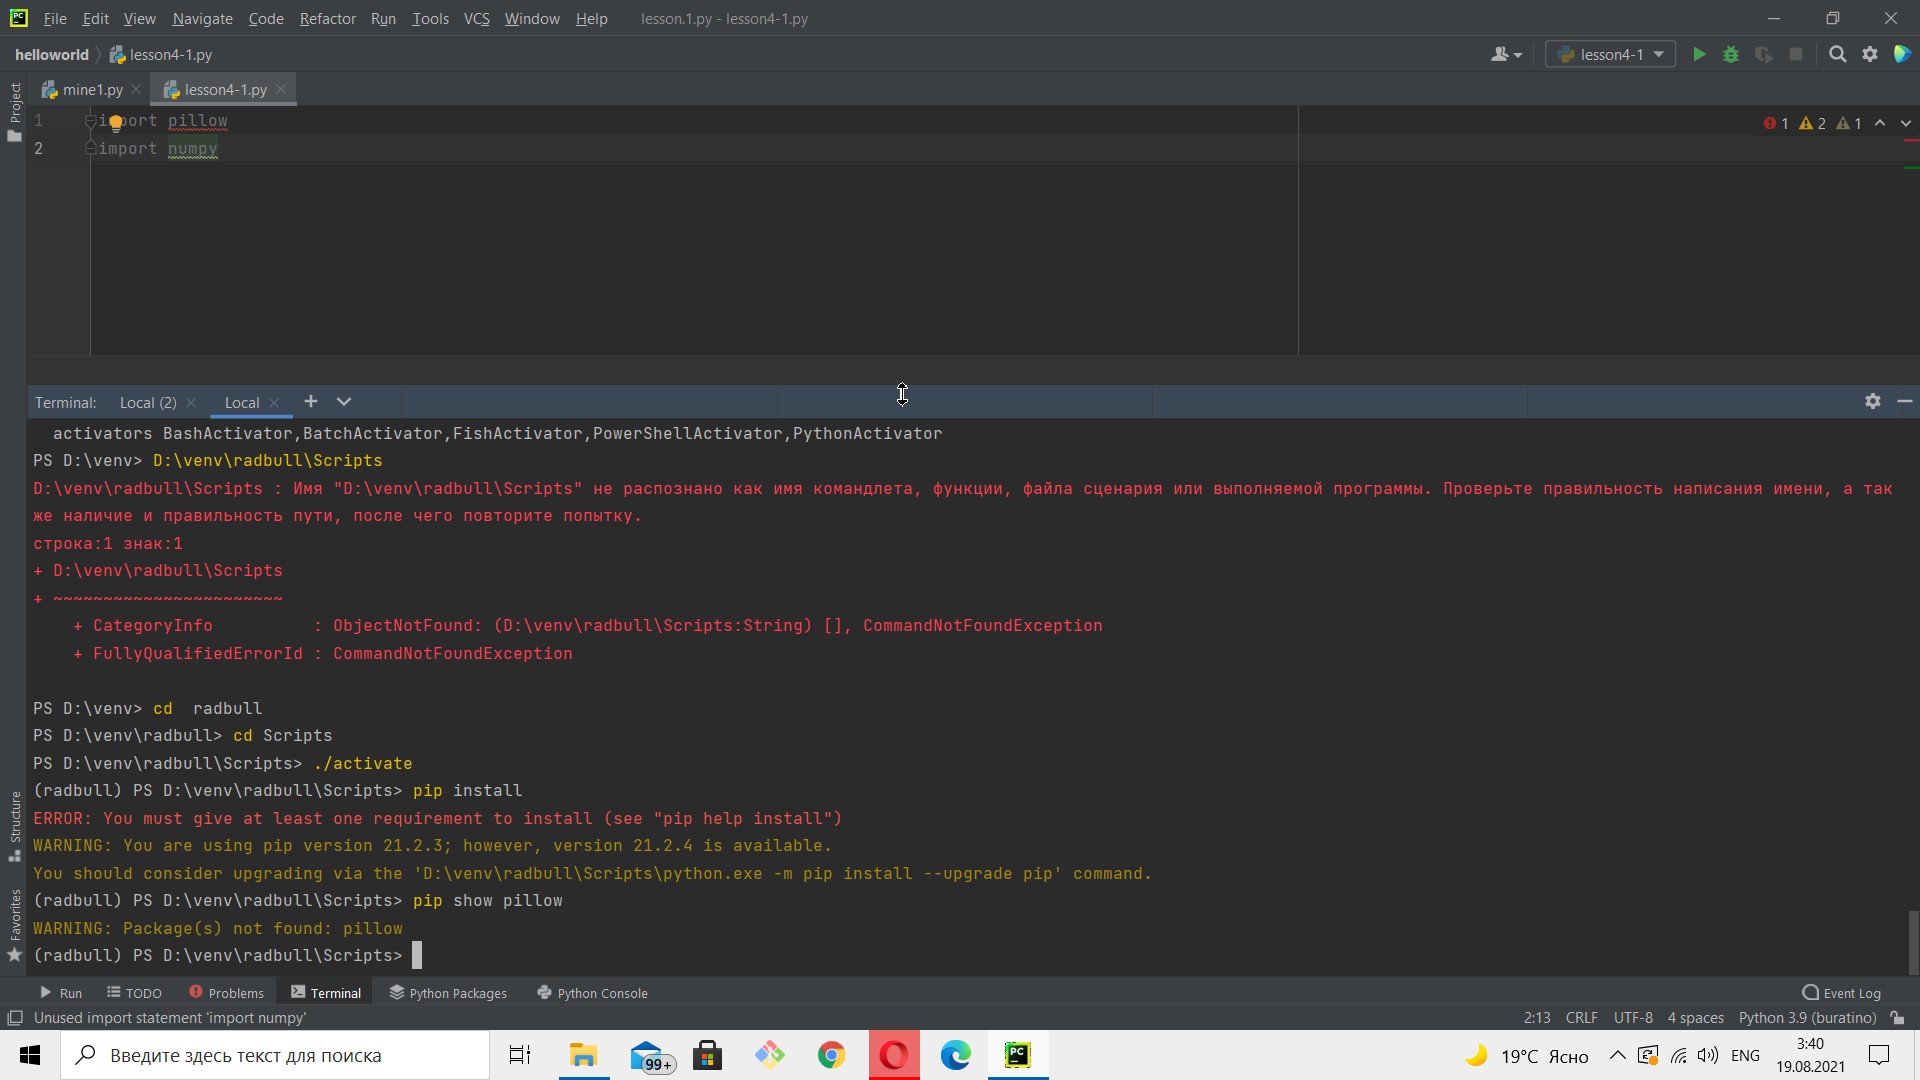 File Edit View Navigate Code Refactor Run Tools VCS Window Help lesson.1.py - lesson4-1.py
helloworld lesson4-1.py lesson4-1
mine1.py lesson4-1.py
Project
1 import pillow 1 2 1
2 import numpy
Terminal: Local (2) Local
activators BashActivator,BatchActivator,FishActivator,PowerShellActivator,PythonActivator
PS D:\venv> D:\venv\radbull\Scripts
D:\venv\radbull\Scripts : Имя "D:\venv\radbull\Scripts" не распознано как имя командлета, функции, файла сценария или выполняемой программы. Проверьте правильность написания имени, а так
же наличие и правильность пути, после чего повторите попытку.
строка:1 знак:1
+ D:\venv\radbull\Scripts
+ ~~~~~~~~~~~~~~~~~~~~~~~
+ CategoryInfo : ObjectNotFound: (D:\venv\radbull\Scripts:String) [], CommandNotFoundException
+ FullyQualifiedErrorId : CommandNotFoundException
PS D:\venv> cd  radbull
PS D:\venv\radbull> cd Scripts
PS D:\venv\radbull\Scripts> ./activate
(radbull) PS D:\venv\radbull\Scripts> pip install
ERROR: You must give at least one requirement to install (see "pip help install")
WARNING: You are using pip version 21.2.3; however, version 21.2.4 is available.
You should consider upgrading via the 'D:\venv\radbull\Scripts\python.exe -m pip install --upgrade pip' command.
(radbull) PS D:\venv\radbull\Scripts> pip show pillow
WARNING: Package(s) not found: pillow
(radbull) PS D:\venv\radbull\Scripts>
Structure
Favorites
Run TODO Problems Terminal Python Packages Python Console Event Log
Unused import statement 'import numpy' 2:13 CRLF UTF-8 4 spaces Python 3.9 (buratino)
Введите здесь текст для поиска 99+ PC 19°C Ясно ENG 3:40
19.08.2021